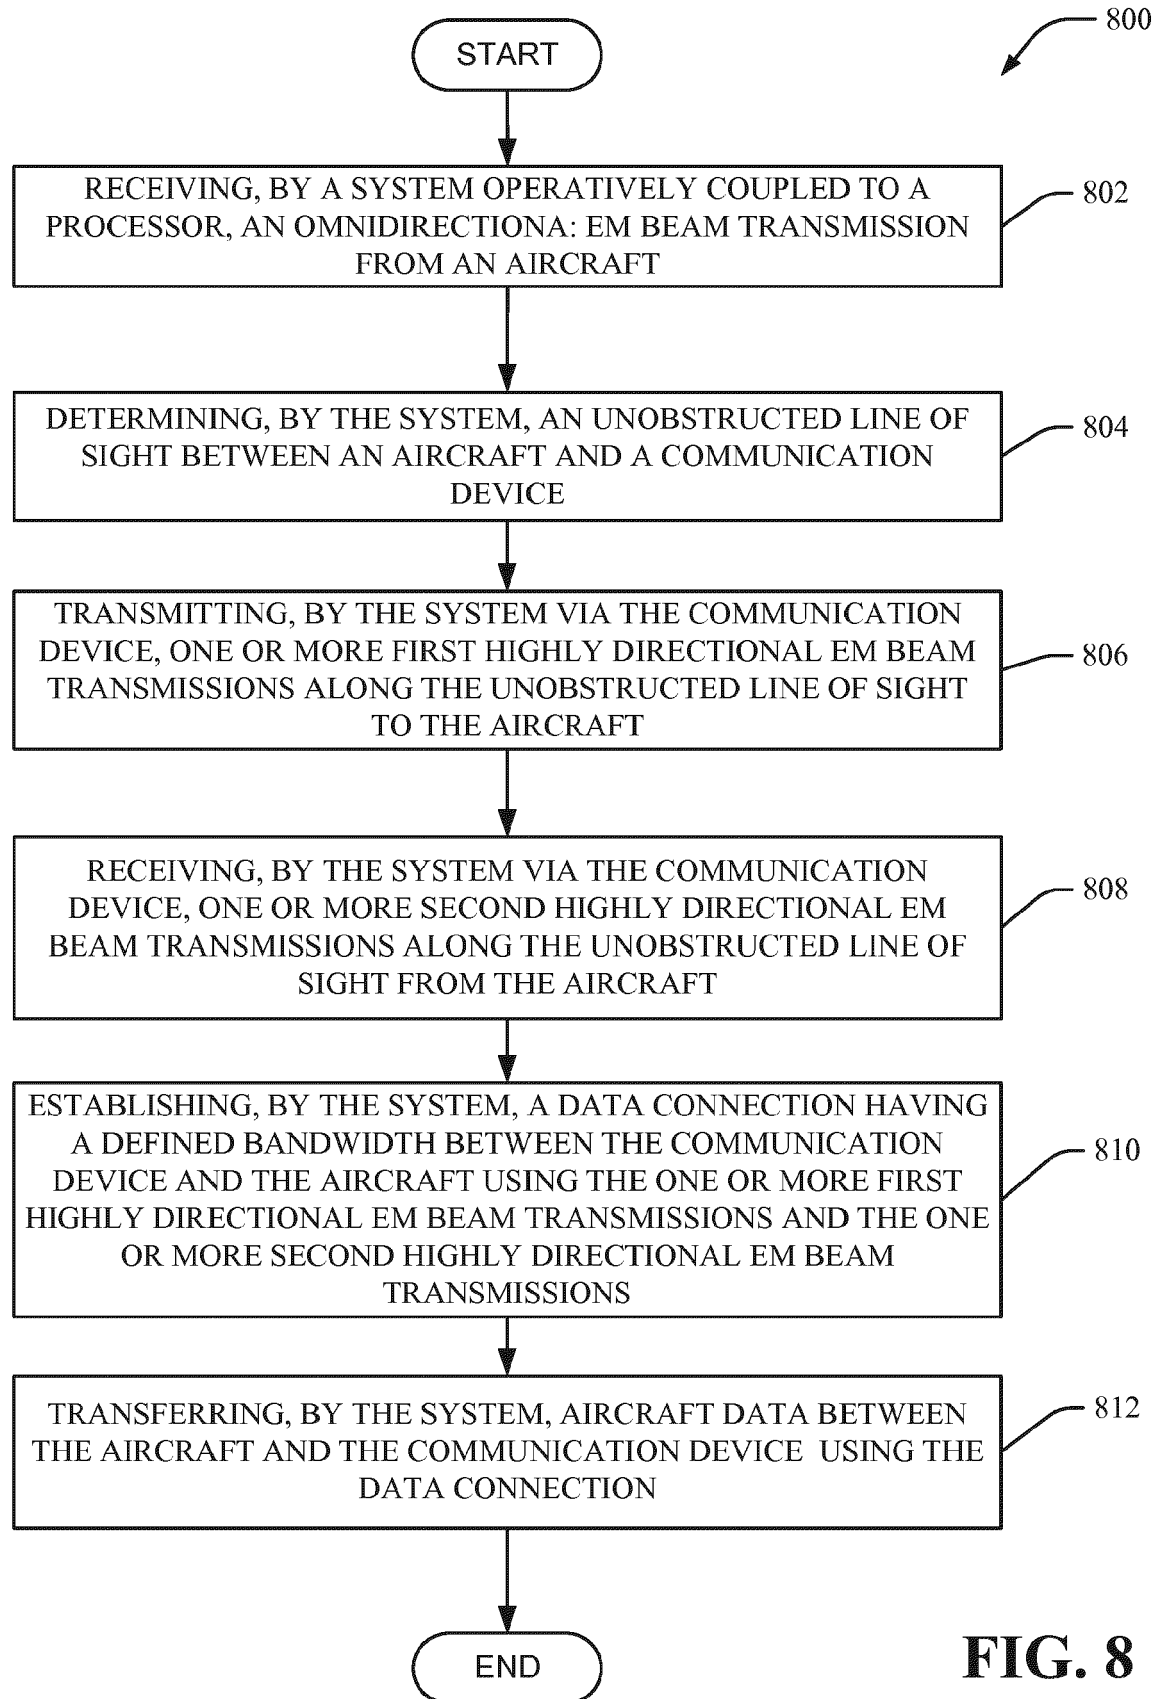 800
START
RECEIVING, BY A SYSTEM OPERATIVELY COUPLED TO A
PROCESSOR, AN OMNIDIRECTIONA: EM BEAM TRANSMISSION
FROM AN AIRCRAFT
802
DETERMINING, BY THE SYSTEM, AN UNOBSTRUCTED LINE OF
SIGHT BETWEEN AN AIRCRAFT AND A COMMUNICATION
DEVICE
804
TRANSMITTING, BY THE SYSTEM VIA THE COMMUNICATION
DEVICE, ONE OR MORE FIRST HIGHLY DIRECTIONAL EM BEAM
TRANSMISSIONS ALONG THE UNOBSTRUCTED LINE OF SIGHT
TO THE AIRCRAFT
806
RECEIVING, BY THE SYSTEM VIA THE COMMUNICATION
DEVICE, ONE OR MORE SECOND HIGHLY DIRECTIONAL EM
BEAM TRANSMISSIONS ALONG THE UNOBSTRUCTED LINE OF
SIGHT FROM THE AIRCRAFT
808
ESTABLISHING, BY THE SYSTEM, A DATA CONNECTION HAVING
A DEFINED BANDWIDTH BETWEEN THE COMMUNICATION
DEVICE AND THE AIRCRAFT USING THE ONE OR MORE FIRST
HIGHLY DIRECTIONAL EM BEAM TRANSMISSIONS AND THE ONE
OR MORE SECOND HIGHLY DIRECTIONAL EM BEAM
TRANSMISSIONS
810
TRANSFERRING, BY THE SYSTEM, AIRCRAFT DATA BETWEEN
THE AIRCRAFT AND THE COMMUNICATION DEVICE USING THE
DATA CONNECTION
812
END
FIG. 8